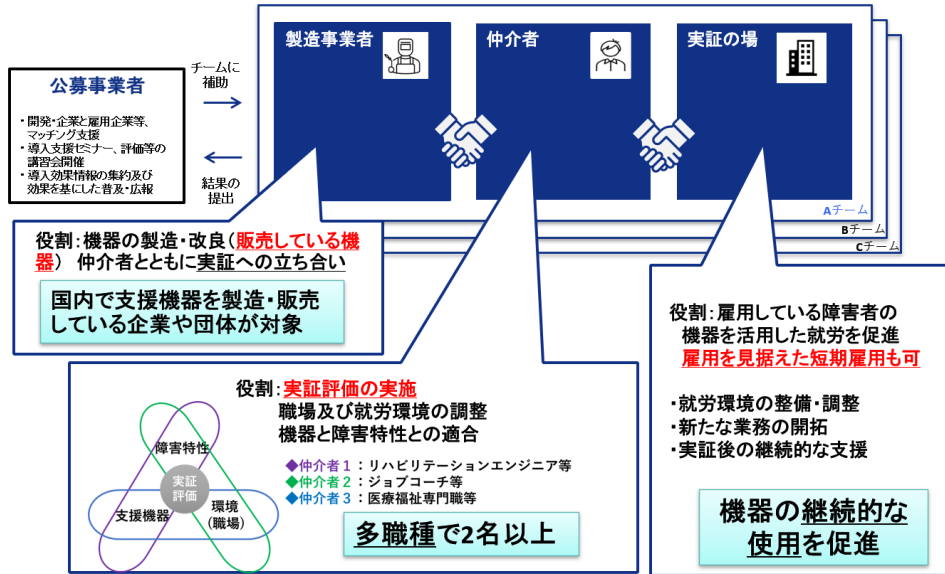 製造事業者
仲介者
実証の場
チームに
補助
公募事業者
・開発・企業と雇用企業等、
マッチング支援
・導入支援セミナー、評価等の
講習会開催
・導入効果情報の集約及び
効果を基にした普及・広報
結果の
提出
Aチーム
Bチーム
Cチーム
役割：機器の製造・改良（販売している機
器） 仲介者とともに実証への立ち合い
国内で支援機器を製造・販売
している企業や団体が対象
役割：実証評価の実施
職場及び就労環境の調整
機器と障害特性との適合
◆仲介者１：リハビリテーションエンジニア等
◆仲介者２：ジョブコーチ等
◆仲介者３：医療福祉専門職等
多職種で2名以上
障害特性
実証
評価
支援機器
環境
(職場)
役割：雇用している障害者の
機器を活用した就労を促進
雇用を見据えた短期雇用も可
・就労環境の整備・調整
・新たな業務の開拓
・実証後の継続的な支援
機器の継続的な
使用を促進